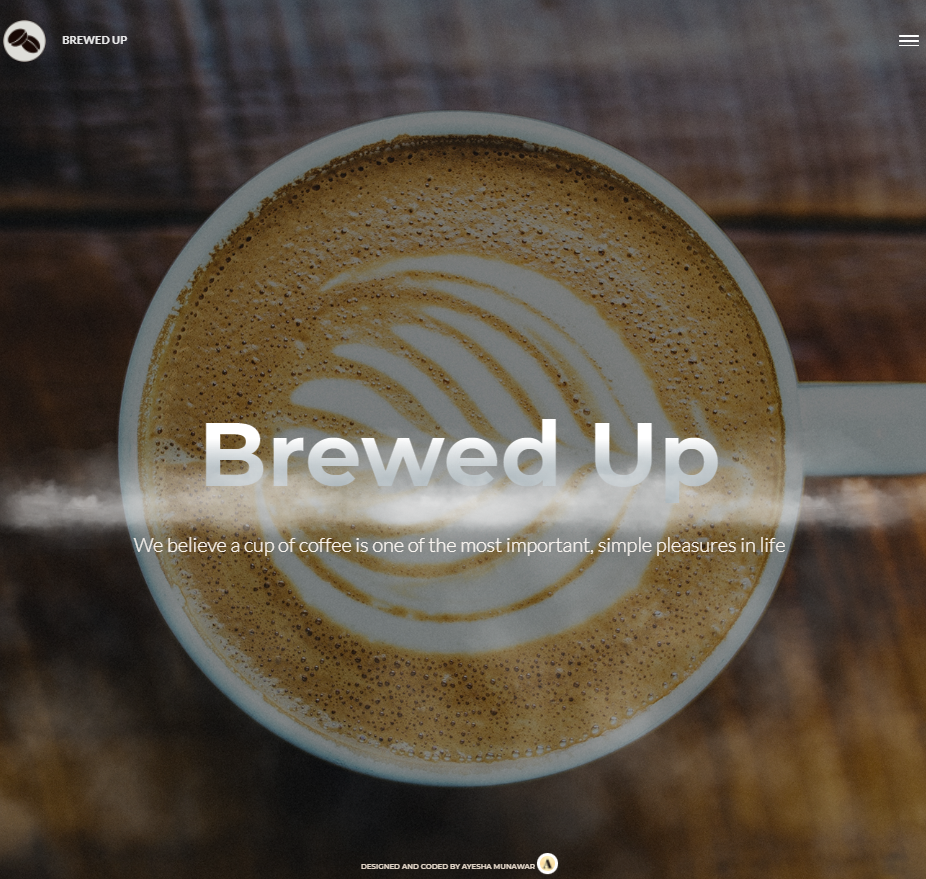 BREWED UP
Brewed Up
We believe a cup of coffee is one of the most important, simple pleasures in life
DESIGNED AND CODED BY AYESHA MUNAWAR